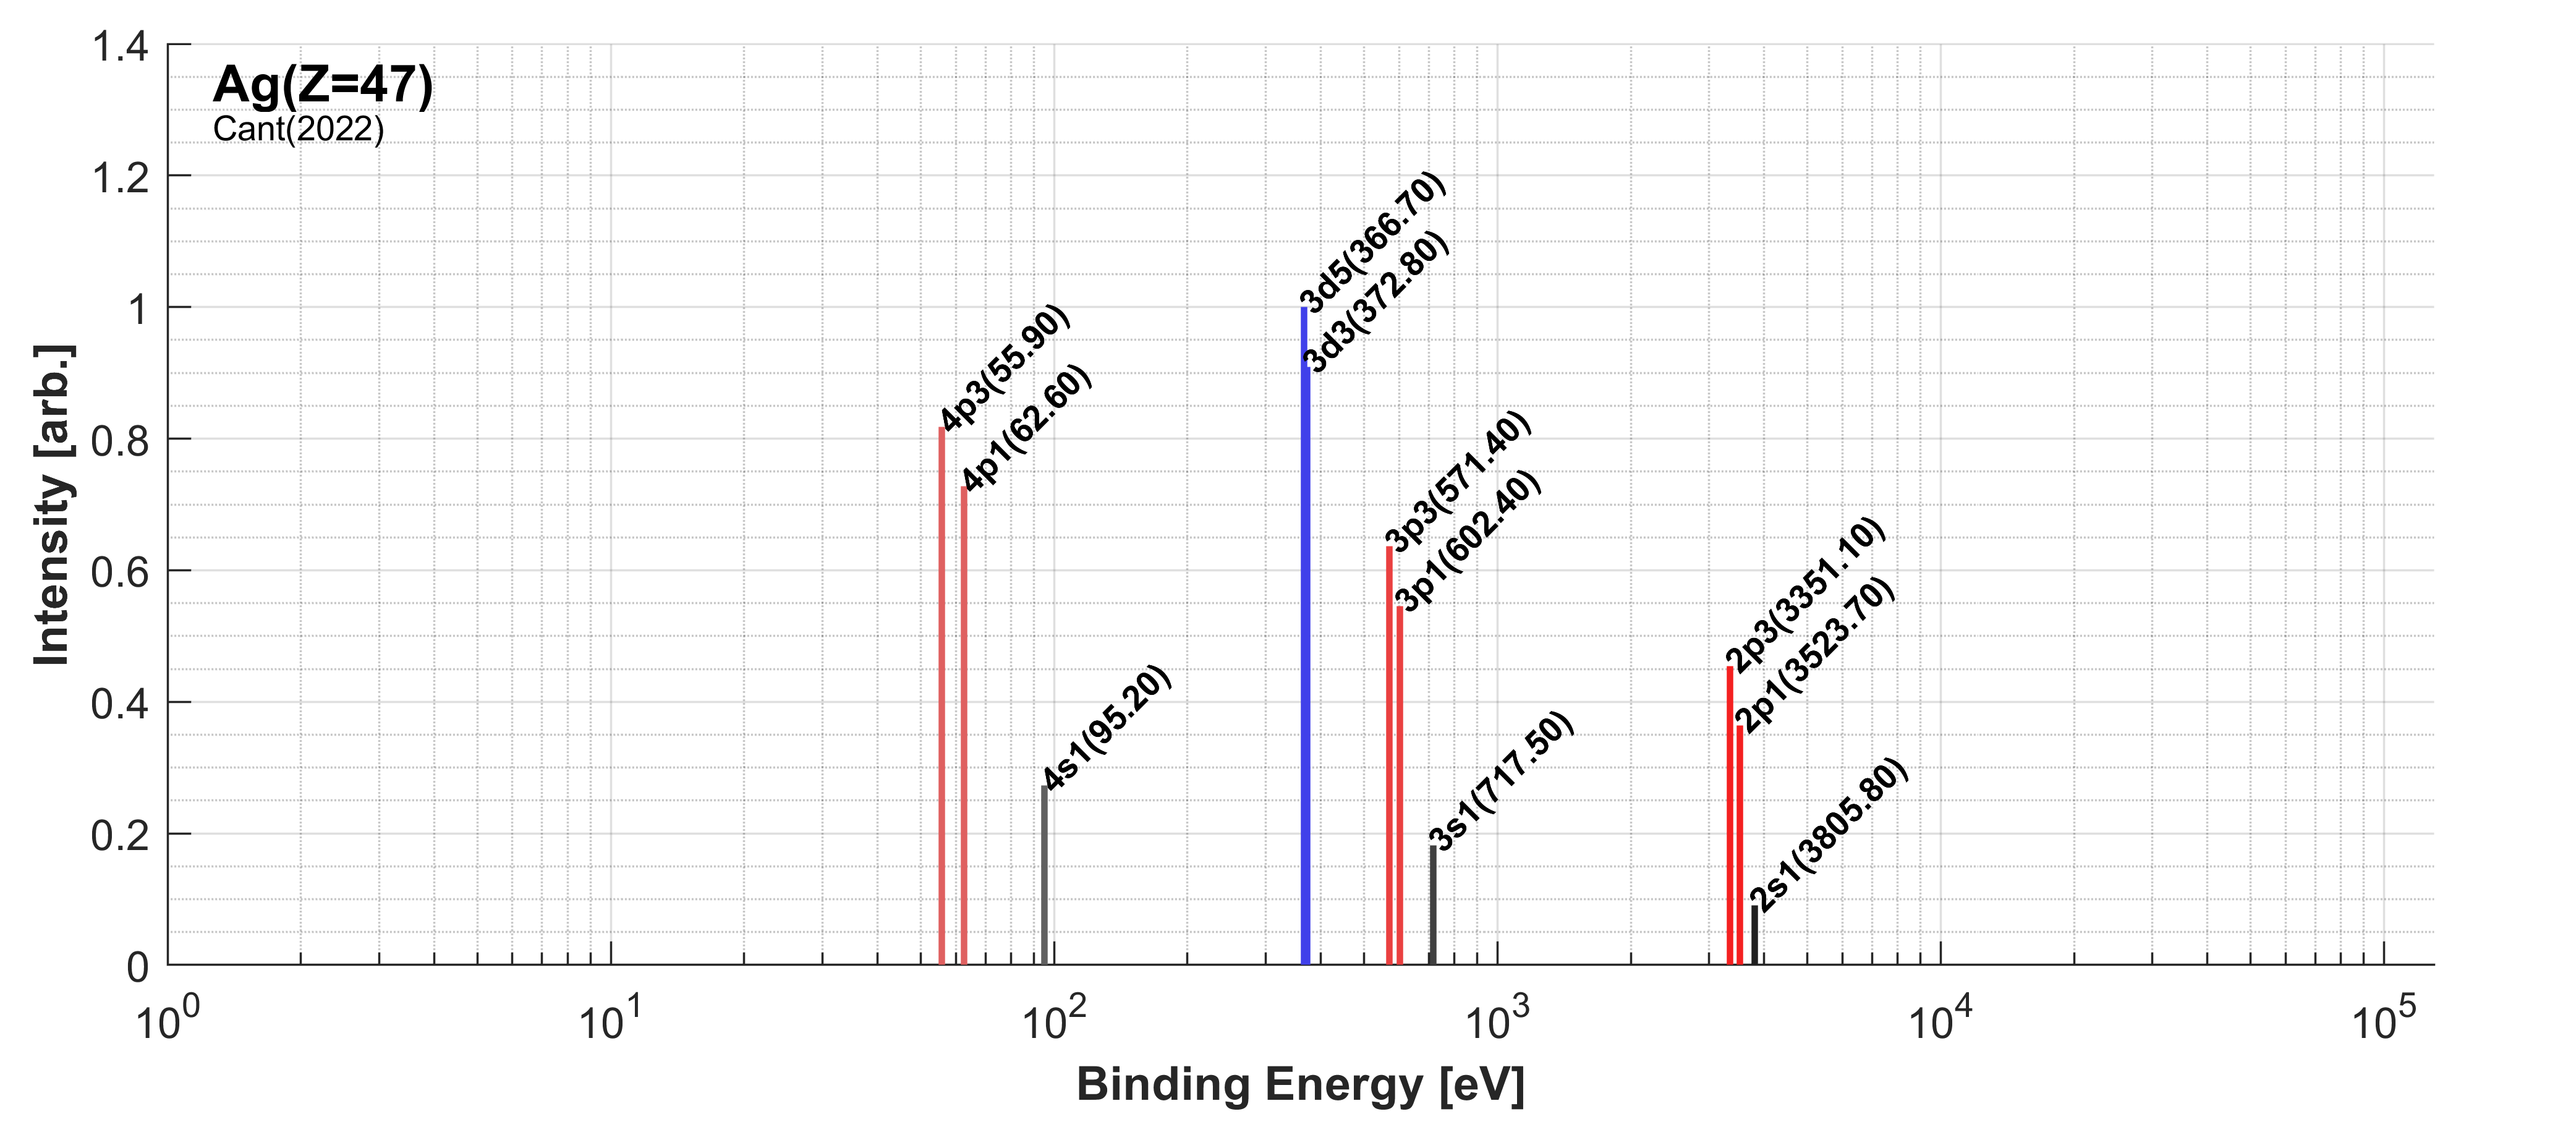 Ag(Z=47)
Cant(2022)
Intensity [arb.]
1.4
1.2
1
0.8
0.6
0.4
0.2
0
4p3(55.90)
4p1(62.60)
4s1(95.20)
3d5(366.70)
3d3(372.80)
3p3(571.40)
3p1(602.40)
3s1(717.50)
2p3(3351.10)
2p1(3523.70)
2s1(3805.80)
10^0 10^1 10^2 10^3 10^4 10^5
Binding Energy [eV]